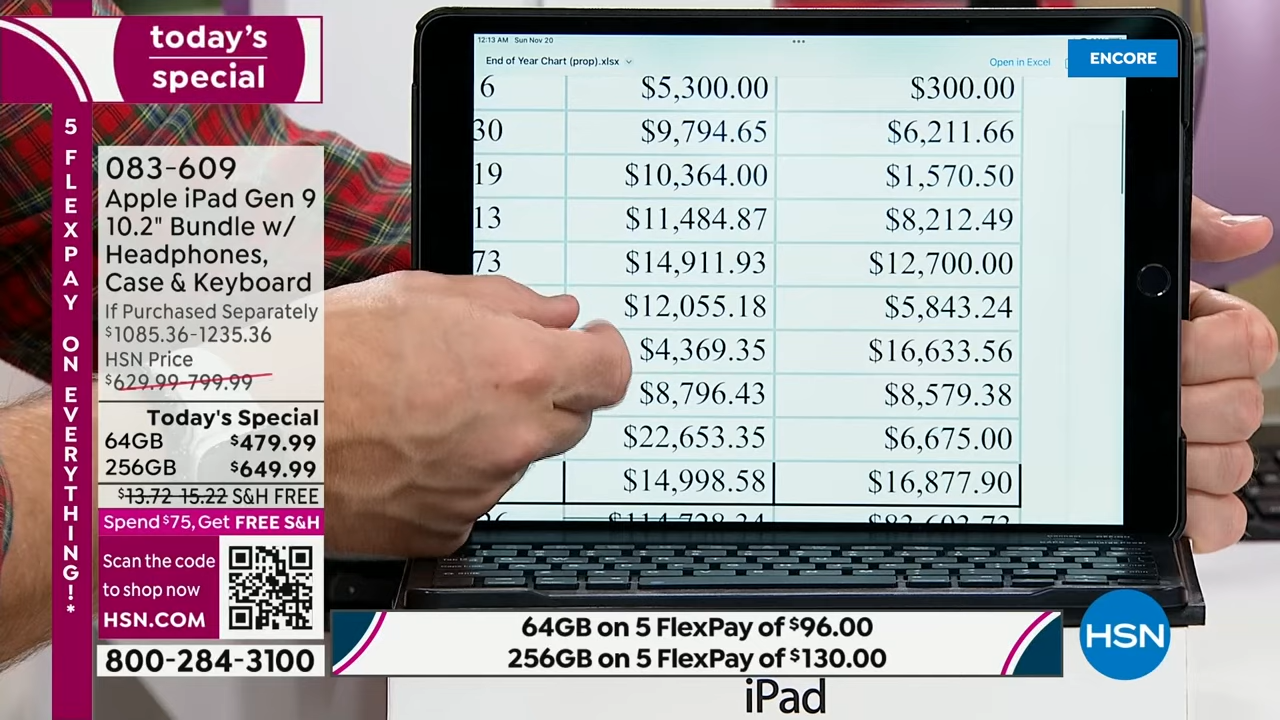 today's
special
5 FLEXPAY ON EVERYTHING!*
083-609
Apple iPad Gen 9
10.2" Bundle w/
Headphones,
Case & Keyboard
If Purchased Separately
$1085.36-1235.36
HSN Price
$629.99-799.99
Today's Special
64GB $479.99
256GB $649.99
$13.72-15.22 S&H FREE
Spend $75, Get FREE S&H
Scan the code
to shop now
HSN.COM
800-284-3100
12:13 AM Sun Nov 20
End of Year Chart (prop).xlsx
Open in Excel
ENCORE
6 $5,300.00 $300.00
30 $9,794.65 $6,211.66
19 $10,364.00 $1,570.50
13 $11,484.87 $8,212.49
73 $14,911.93 $12,700.00
$12,055.18 $5,843.24
$4,369.35 $16,633.56
$8,796.43 $8,579.38
$22,653.35 $6,675.00
$14,998.58 $16,877.90
64GB on 5 FlexPay of $96.00
256GB on 5 FlexPay of $130.00
HSN
iPad